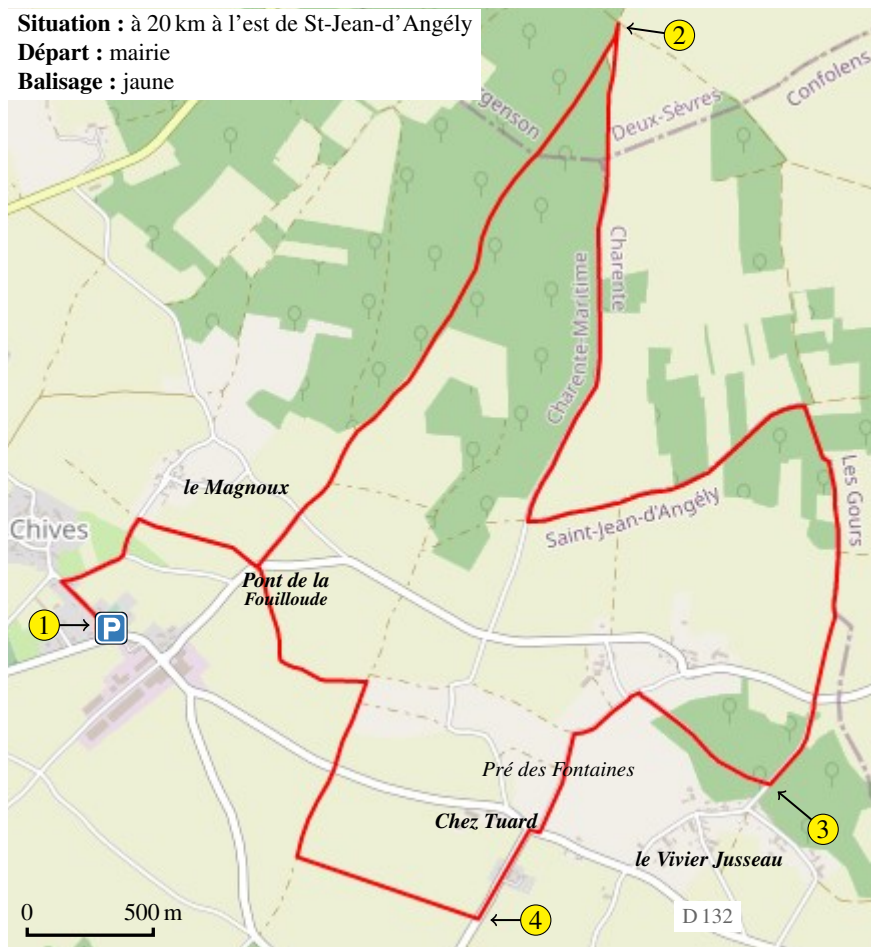 Situation : à 20 km à l'est de St-Jean-d'Angély
Départ : mairie
Balisage : jaune
2
rgenson
Deux-Sèvres
Confolens
Charente
Charente-Maritime
le Magnoux
Les Gours
Saint-Jean-d'Angély
Chives
Pont de la
Fouilloude
1
P
Pré des Fontaines
Chez Tuard
3
le Vivier Jusseau
0 500 m
4
D 132